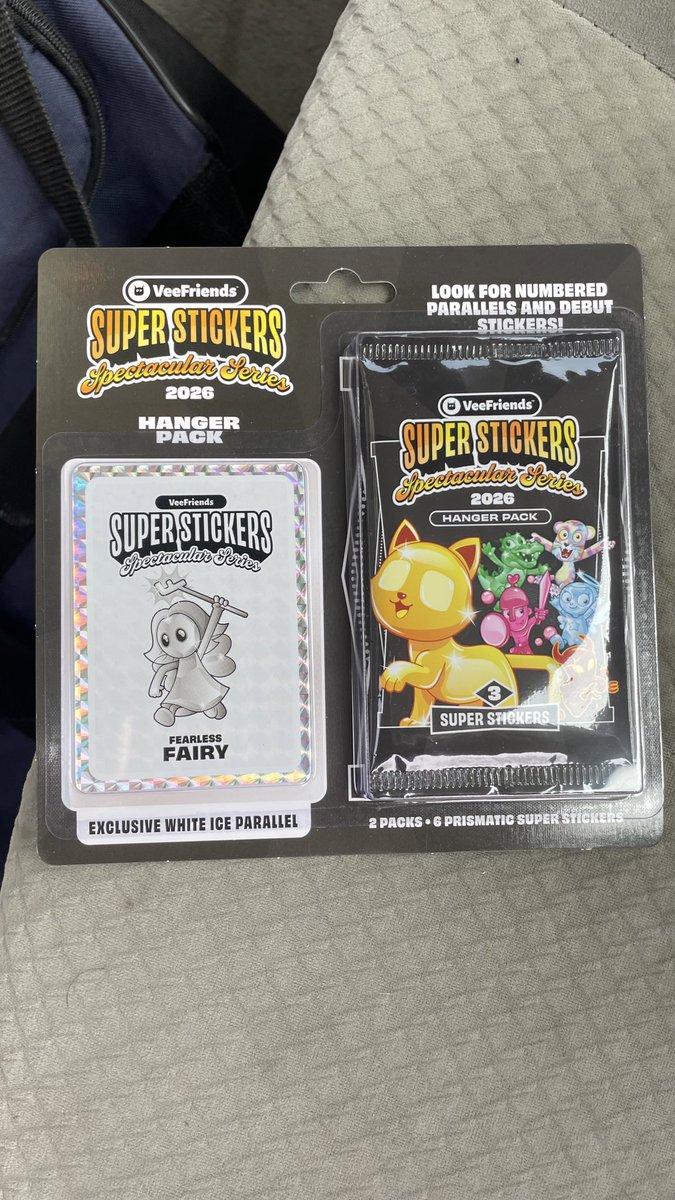 VeeFriends
SUPER STICKERS
Spectacular Series
2026
HANGER
PACK
LOOK FOR NUMBERED
PARALLELS AND DEBUT
STICKERS!
VeeFriends
SUPER STICKERS
Spectacular Series
FEARLESS
FAIRY
EXCLUSIVE WHITE ICE PARALLEL
VeeFriends
SUPER STICKERS
Spectacular Series
2026
HANGER PACK
3
SUPER STICKERS
2 PACKS • 6 PRISMATIC SUPER STICKERS